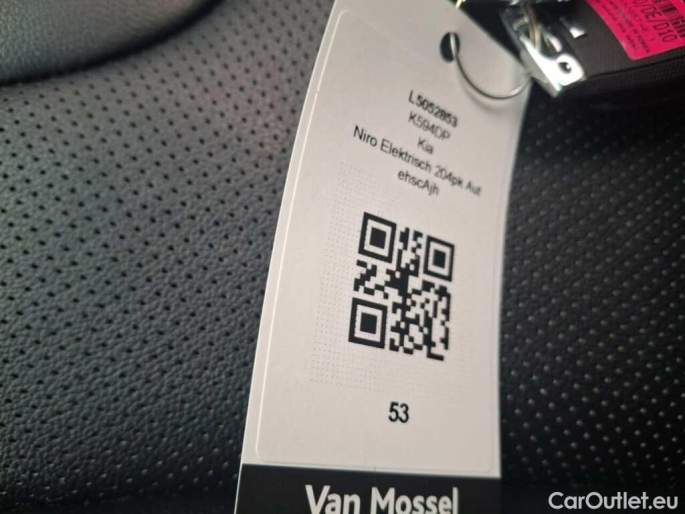 L5052853
K594DP
Kia
Niro Elektrisch 204pk Aut
ehscAjh
53
Van Mossel
CarOutlet.eu